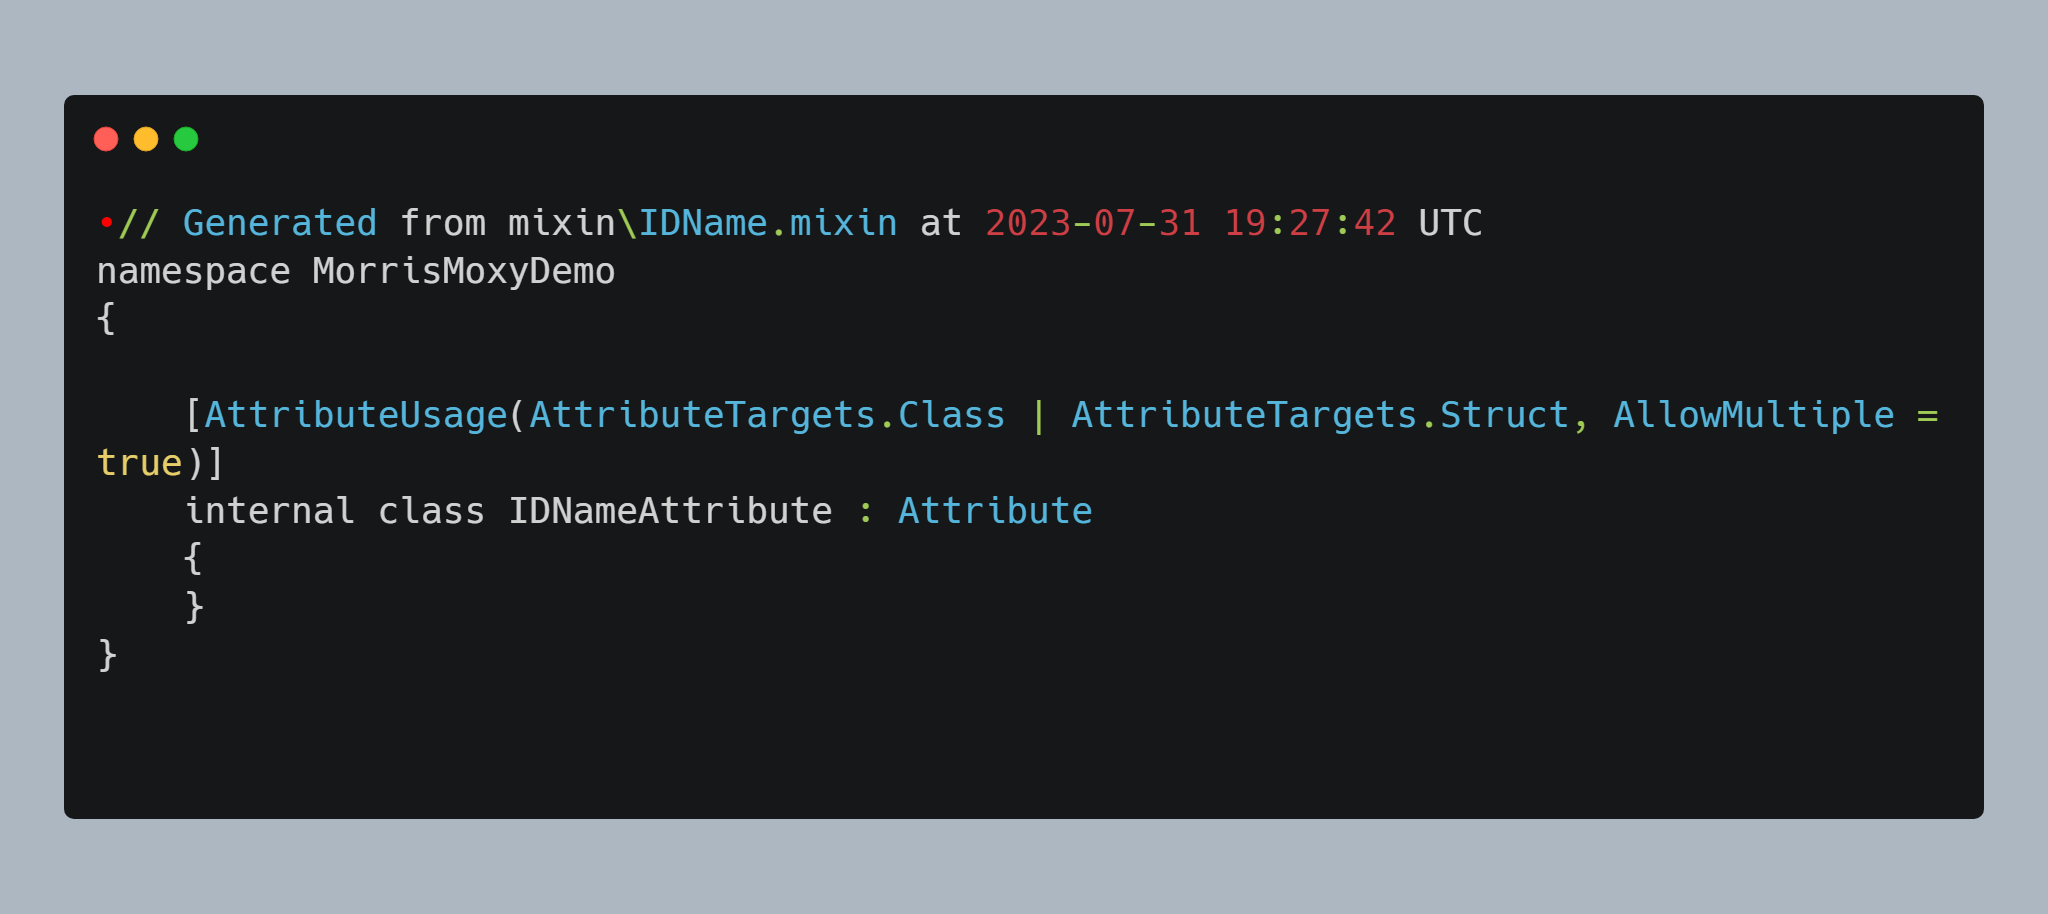 •// Generated from mixin\IDName.mixin at 2023-07-31 19:27:42 UTC
namespace MorrisMoxyDemo
{
    [AttributeUsage(AttributeTargets.Class | AttributeTargets.Struct, AllowMultiple =
true)]
    internal class IDNameAttribute : Attribute
    {
    }
}